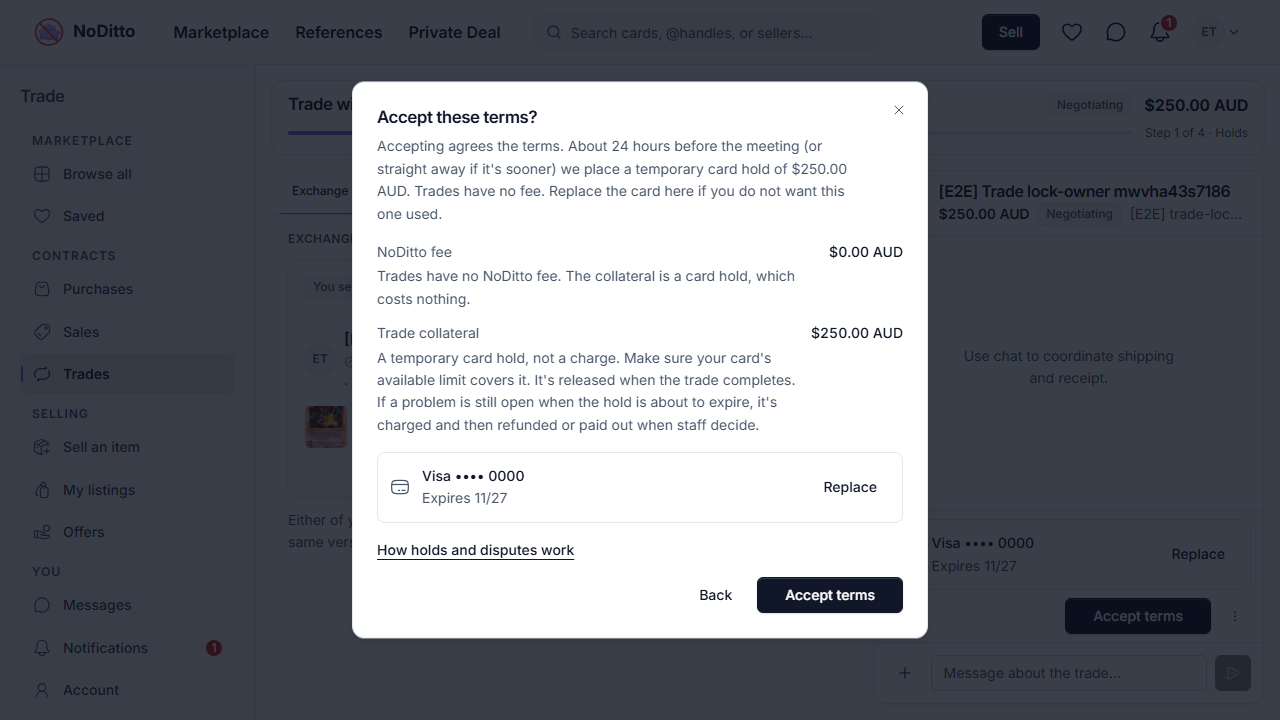 NoDitto
Marketplace
References
Private Deal
Search cards, @handles, or sellers...
Sell
1
ET
Trade
MARKETPLACE
Browse all
Saved
CONTRACTS
Purchases
Sales
Trades
SELLING
Sell an item
My listings
Offers
YOU
Messages
Notifications
1
Account
Negotiating
$250.00 AUD
Step 1 of 4 · Holds
Exchange
ET
Accept these terms?
Accepting agrees the terms. About 24 hours before the meeting (or
straight away if it's sooner) we place a temporary card hold of $250.00
AUD. Trades have no fee. Replace the card here if you do not want this
one used.
NoDitto fee
$0.00 AUD
Trades have no NoDitto fee. The collateral is a card hold, which
costs nothing.
Trade collateral
$250.00 AUD
A temporary card hold, not a charge. Make sure your card's
available limit covers it. It's released when the trade completes.
If a problem is still open when the hold is about to expire, it's
charged and then refunded or paid out when staff decide.
Visa •••• 0000
Expires 11/27
Replace
How holds and disputes work
Back
Accept terms
[E2E] Trade lock-owner mwvha43s7186
$250.00 AUD
Negotiating
[E2E] trade-loc...
Use chat to coordinate shipping
and receipt.
Visa •••• 0000
Expires 11/27
Replace
Accept terms
Message about the trade...